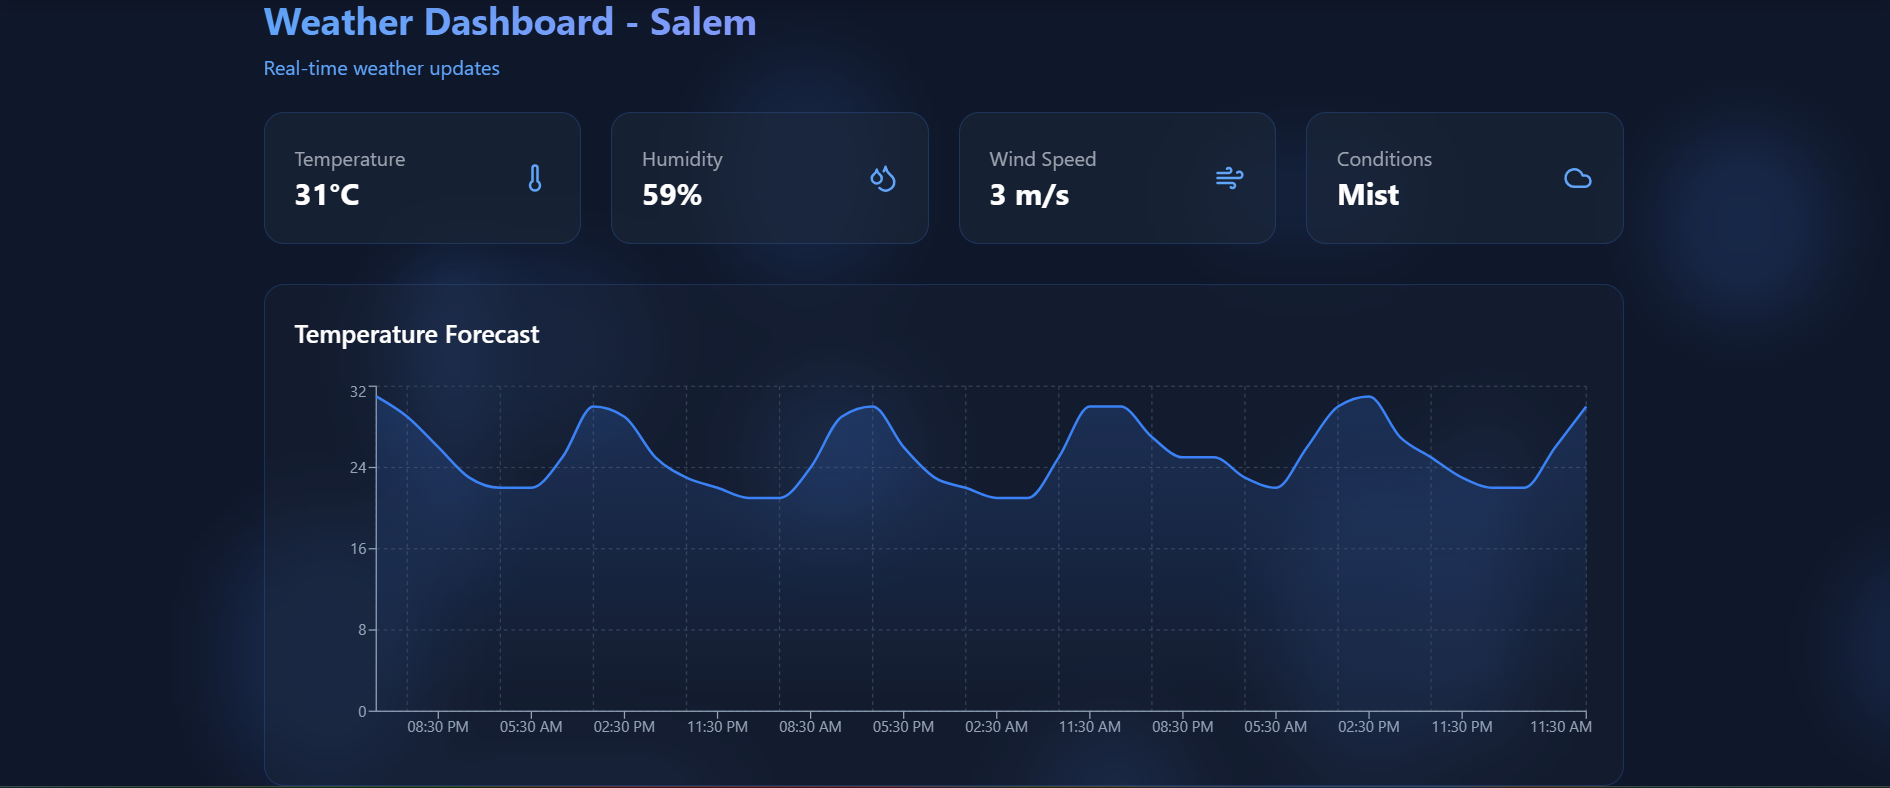 Weather Dashboard - Salem
Real-time weather updates
Temperature
31°C
Humidity
59%
Wind Speed
3 m/s
Conditions
Mist
Temperature Forecast
32
24
16
8
0
08:30 PM 05:30 AM 02:30 PM 11:30 PM 08:30 AM 05:30 PM 02:30 AM 11:30 AM 08:30 PM 05:30 AM 02:30 PM 11:30 PM 11:30 AM